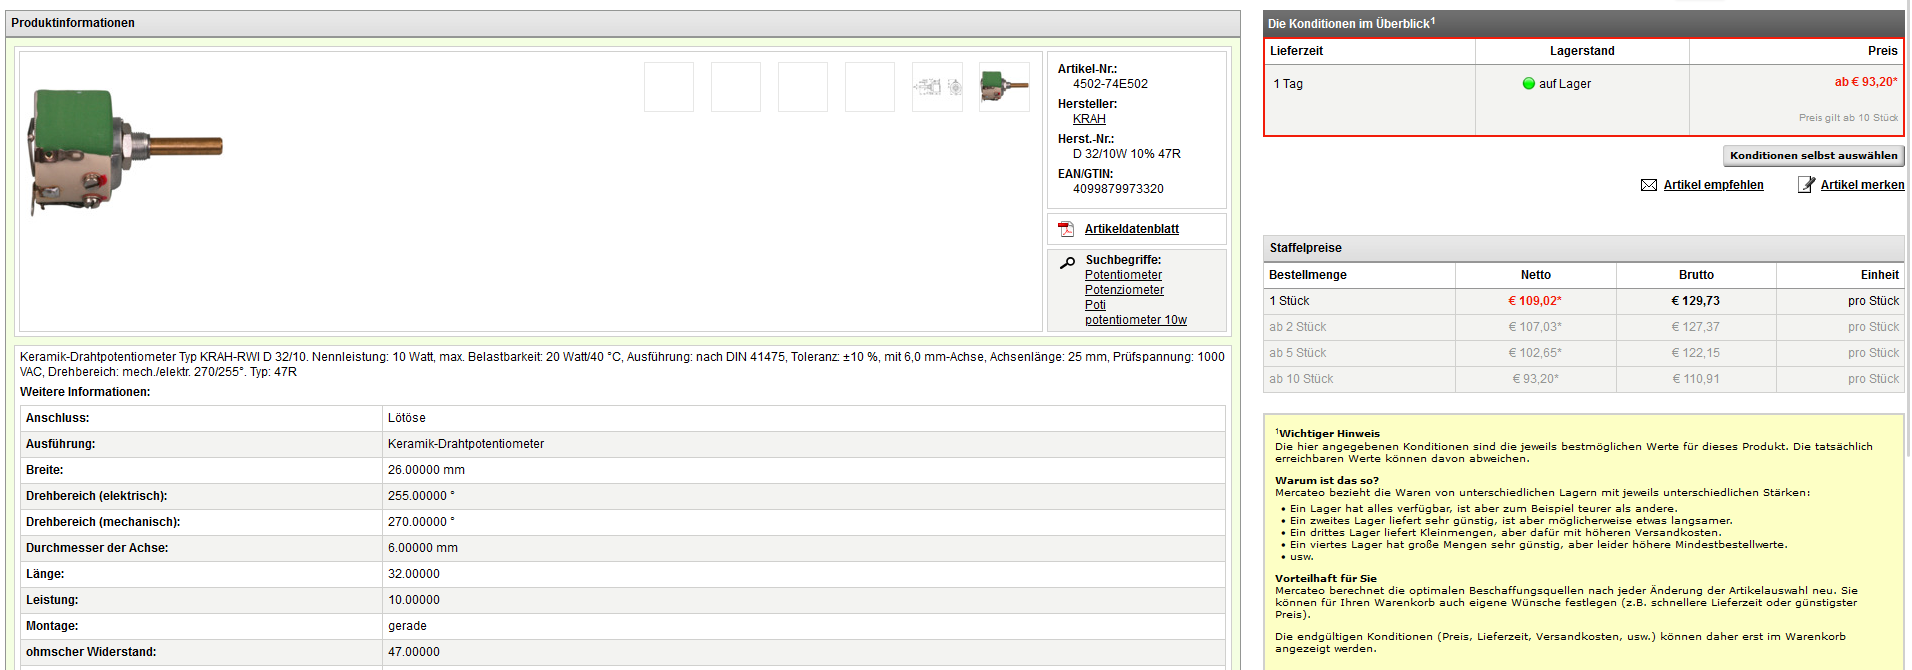 Produktinformationen
Artikel-Nr.:
4502-74E502
Hersteller:
KRAH
Herst.-Nr.:
D 32/10W 10% 47R
EAN/GTIN:
4099879973320
Artikeldatenblatt
Suchbegriffe:
Potentiometer
Potenziometer
Poti
potentiometer 10w
Keramik-Drahtpotentiometer Typ KRAH-RWI D 32/10. Nennleistung: 10 Watt, max. Belastbarkeit: 20 Watt/40 °C, Ausführung: nach DIN 41475, Toleranz: ±10 %, mit 6,0 mm-Achse, Achsenlänge: 25 mm, Prüfspannung: 1000
VAC, Drehbereich: mech./elektr. 270/255°. Typ: 47R
Weitere Informationen:
Anschluss: Lötöse
Ausführung: Keramik-Drahtpotentiometer
Breite: 26.00000 mm
Drehbereich (elektrisch): 255.00000 °
Drehbereich (mechanisch): 270.00000 °
Durchmesser der Achse: 6.00000 mm
Länge: 32.00000
Leistung: 10.00000
Montage: gerade
ohmscher Widerstand: 47.00000
Die Konditionen im Überblick¹
Lieferzeit Lagerstand Preis
1 Tag auf Lager ab € 93,20*
Preis gilt ab 10 Stück
Konditionen selbst auswählen
Artikel empfehlen Artikel merken
Staffelpreise
Bestellmenge Netto Brutto Einheit
1 Stück € 109,02* € 129,73 pro Stück
ab 2 Stück € 107,03* € 127,37 pro Stück
ab 5 Stück € 102,65* € 122,15 pro Stück
ab 10 Stück € 93,20* € 110,91 pro Stück
¹Wichtiger Hinweis
Die hier angegebenen Konditionen sind die jeweils bestmöglichen Werte für dieses Produkt. Die tatsächlich
erreichbaren Werte können davon abweichen.
Warum ist das so?
Mercateo bezieht die Waren von unterschiedlichen Lagern mit jeweils unterschiedlichen Stärken:
• Ein Lager hat alles verfügbar, ist aber zum Beispiel teurer als andere.
• Ein zweites Lager liefert sehr günstig, ist aber möglicherweise etwas langsamer.
• Ein drittes Lager liefert Kleinmengen, aber dafür mit höheren Versandkosten.
• Ein viertes Lager hat große Mengen sehr günstig, aber leider höhere Mindestbestellwerte.
• usw.
Vorteilhaft für Sie
Mercateo berechnet die optimalen Beschaffungsquellen nach jeder Änderung der Artikelauswahl neu. Sie
können für Ihren Warenkorb auch eigene Wünsche festlegen (z.B. schnellere Lieferzeit oder günstigster
Preis).
Die endgültigen Konditionen (Preis, Lieferzeit, Versandkosten, usw.) können daher erst im Warenkorb
angezeigt werden.